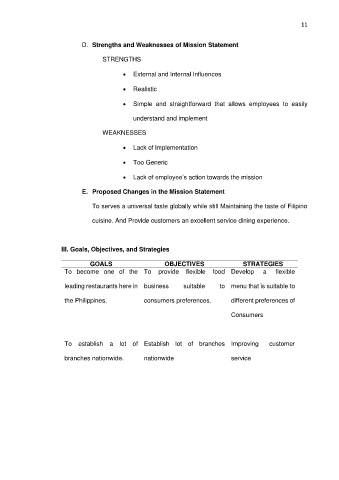 11
D. Strengths and Weaknesses of Mission Statement
STRENGTHS
• External and Internal Influences
• Realistic
• Simple and straightforward that allows employees to easily
understand and implement
WEAKNESSES
• Lack of Implementation
• Too Generic
• Lack of employee's action towards the mission
E. Proposed Changes in the Mission Statement
To serves a universal taste globally while still Maintaining the taste of Filipino
cuisine. And Provide customers an excellent service dining experience.
III. Goals, Objectives, and Strategies
GOALS OBJECTIVES STRATEGIES
To become one of the To provide flexible food Develop a flexible
leading restaurants here in business suitable to menu that is suitable to
the Philippines. consumers preferences. different preferences of
Consumers
To establish a lot of Establish lot of branches Improving customer
branches nationwide. nationwide service